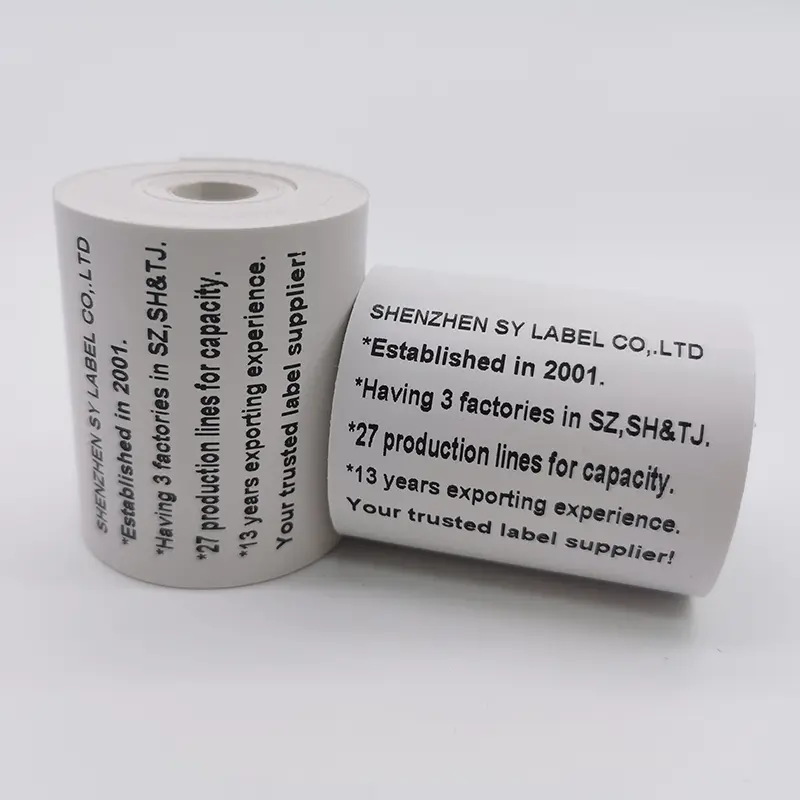 SHENZHEN SY LABEL CO,.LTD
*Established in 2001.
*Having 3 factories in SZ,SH&TJ.
*27 production lines for capacity.
*13 years exporting experience.
Your trusted label supplier!
SHENZHEN SY LABEL CO,.LTD
*Established in 2001.
*Having 3 factories in SZ,SH&TJ.
*27 production lines for capacity.
*13 years exporting experience.
Your trusted label supplier!